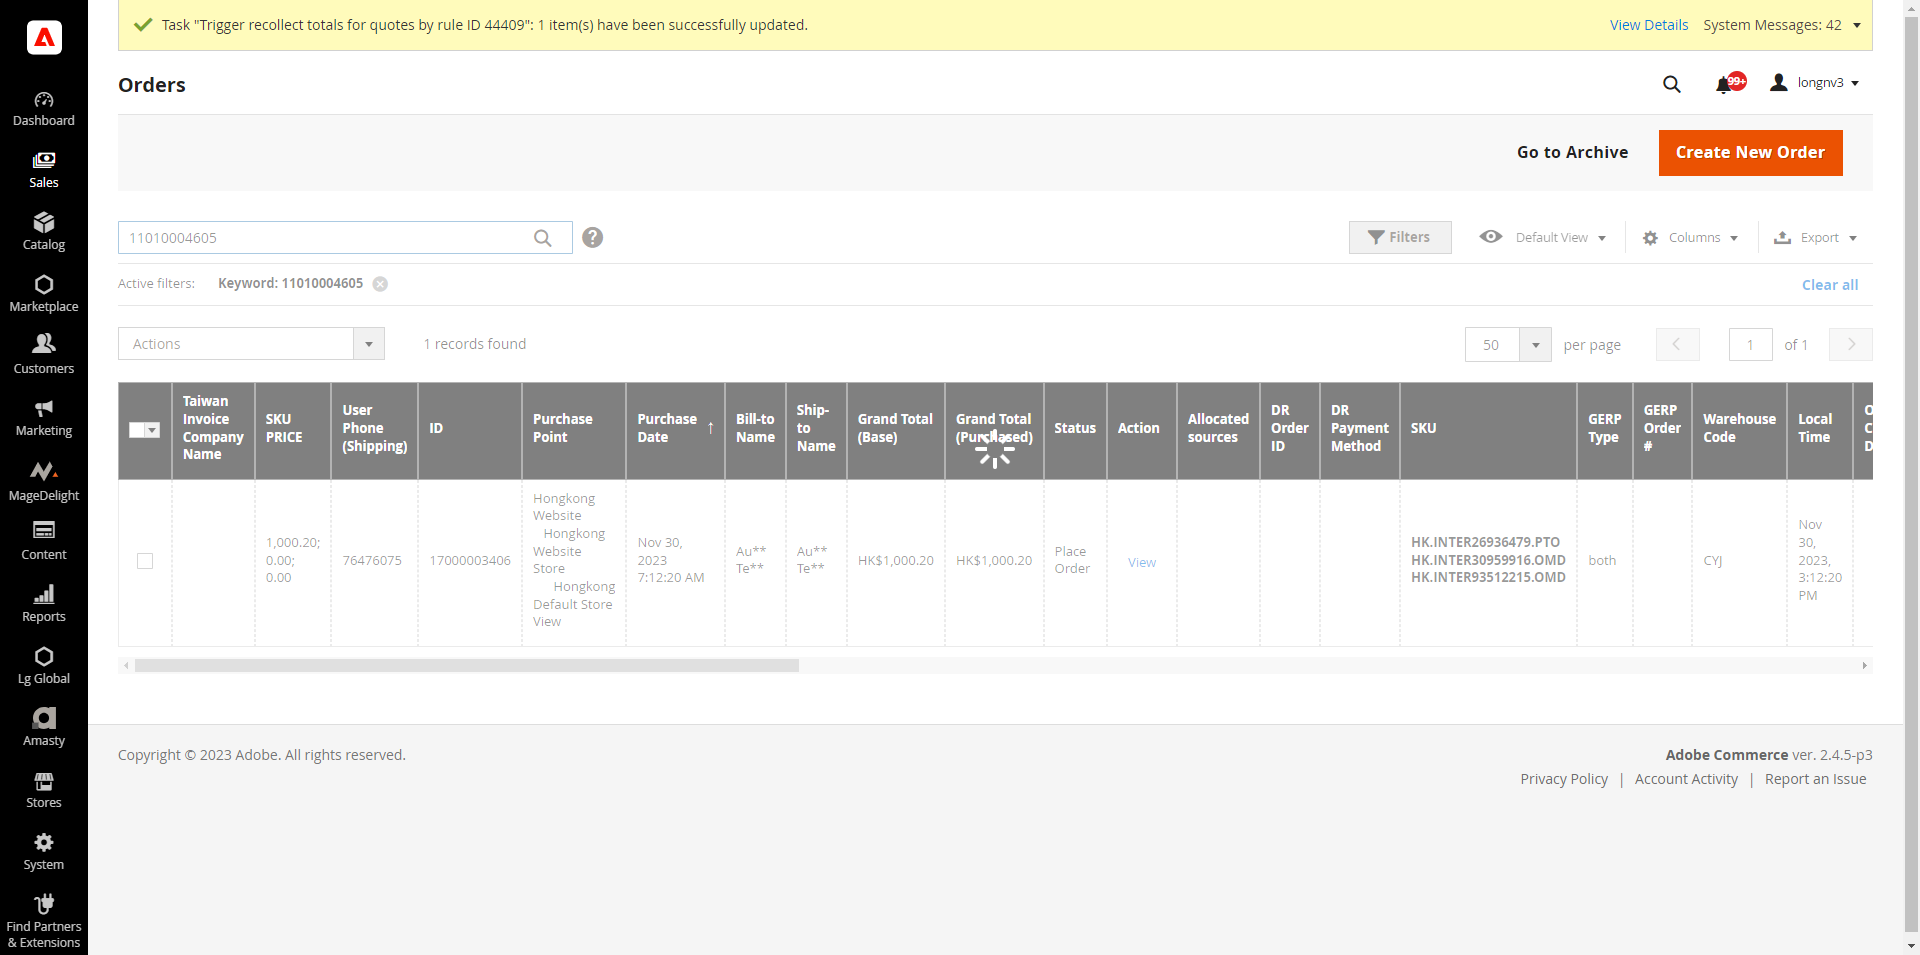 Task "Trigger recollect totals for quotes by rule ID 44409": 1 item(s) have been successfully updated.
View Details
System Messages: 42
Orders
99+
longnv3
Go to Archive
Create New Order
11010004605
?
Filters
Default View
Columns
Export
Active filters:
Keyword: 11010004605
Clear all
Actions
1 records found
50
per page
1
of 1
Taiwan
Invoice
Company
Name
SKU
PRICE
User
Phone
(Shipping)
ID
Purchase
Point
Purchase
Date
↑
Bill-to
Name
Ship-
to
Name
Grand Total
(Base)
Grand Total
(Purchased)
Status
Action
Allocated
sources
DR
Order
ID
DR
Payment
Method
SKU
GERP
Type
GERP
Order
#
Warehouse
Code
Local
Time
O
C
D
1,000.20;
0.00;
0.00
76476075
17000003406
Hongkong
Website
Hongkong
Website
Store
Hongkong
Default Store
View
Nov 30,
2023
7:12:20 AM
Au**
Te**
Au**
Te**
HK$1,000.20
HK$1,000.20
Place
Order
View
HK.INTER26936479.PTO
HK.INTER30959916.OMD
HK.INTER93512215.OMD
both
CYJ
Nov
30,
2023,
3:12:20
PM
Dashboard
Sales
Catalog
Marketplace
Customers
Marketing
MageDelight
Content
Reports
Lg Global
Amasty
Stores
System
Find Partners
& Extensions
Copyright © 2023 Adobe. All rights reserved.
Adobe Commerce ver. 2.4.5-p3
Privacy Policy | Account Activity | Report an Issue